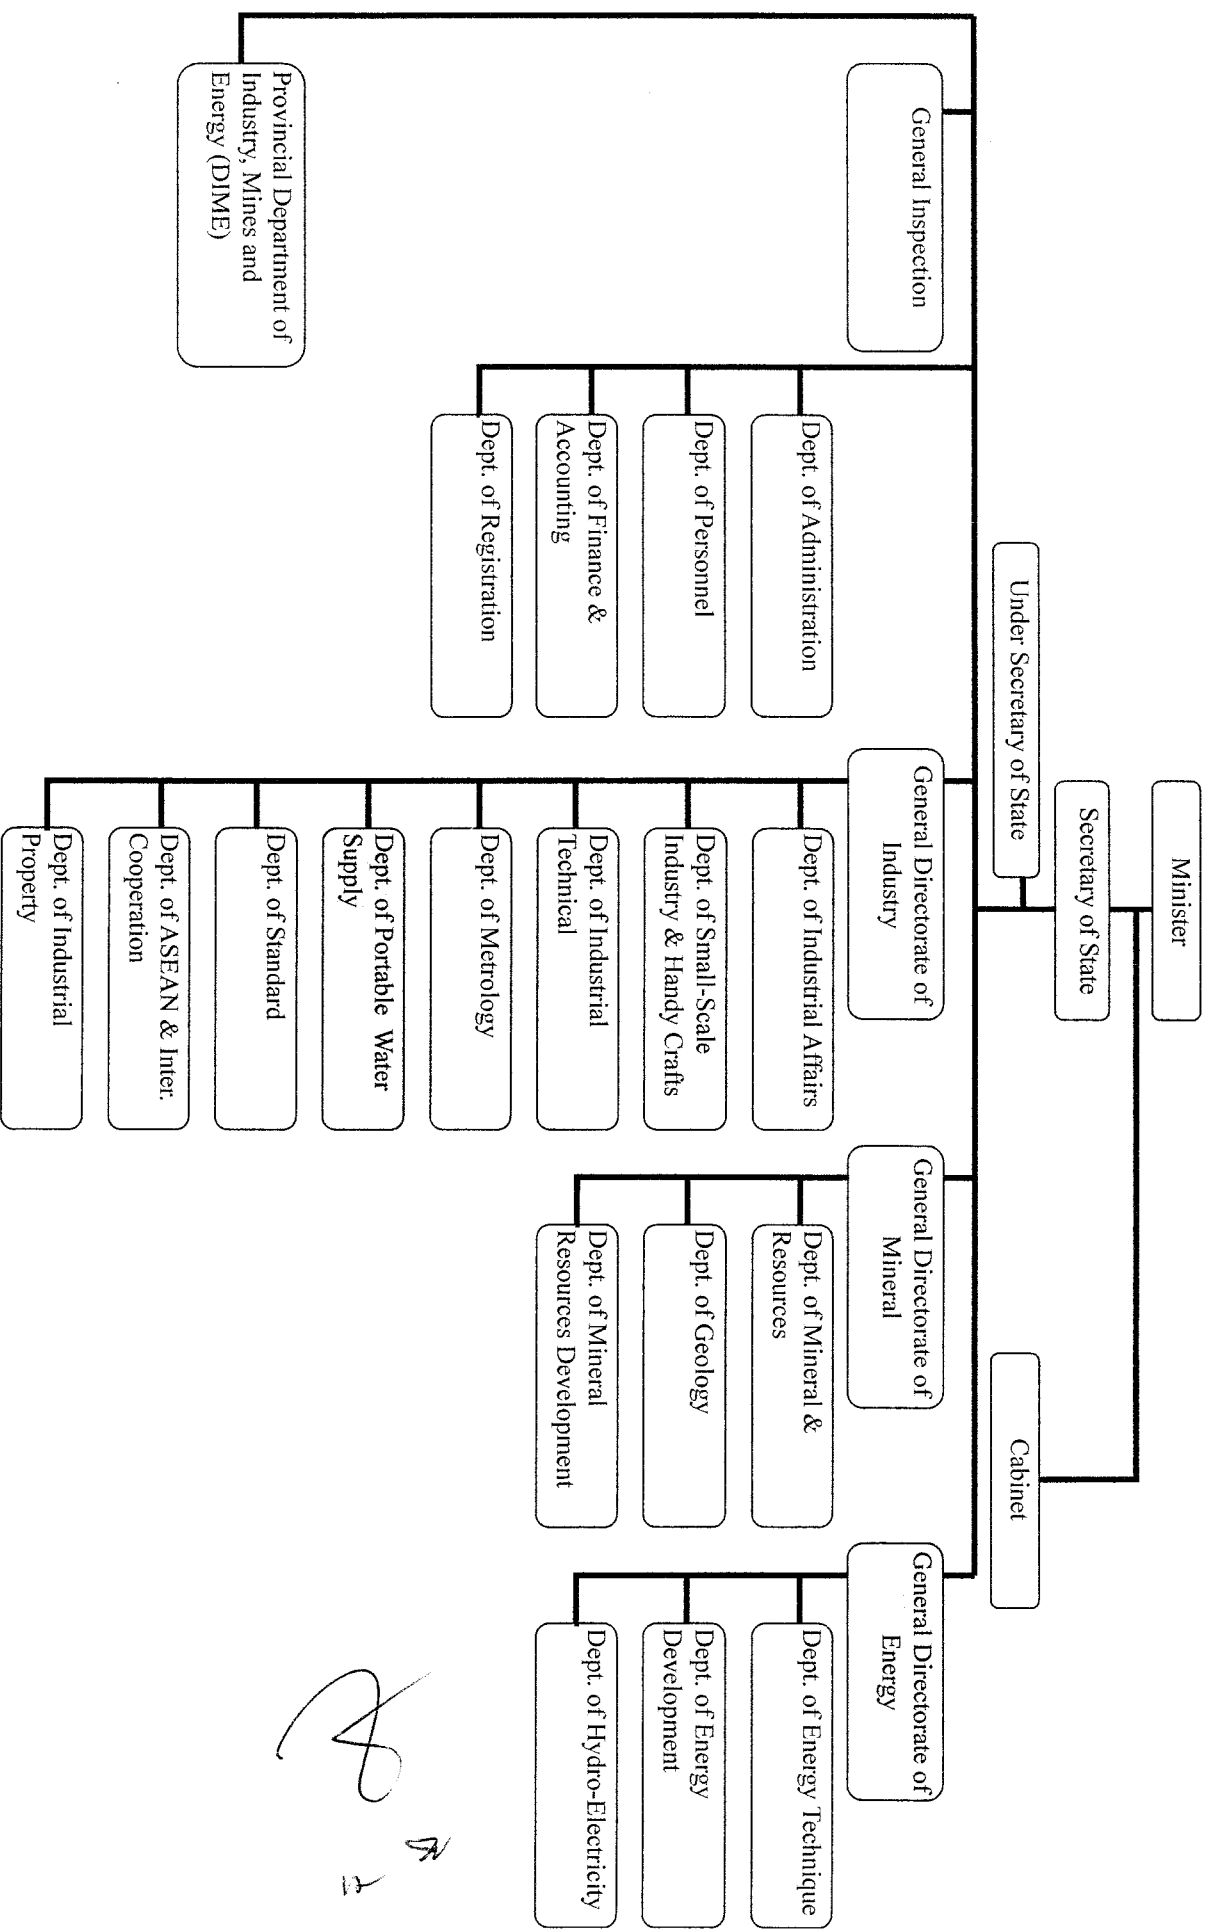 Minister
Secretary of State
Under Secretary of State
Cabinet
General Inspection
Provincial Department of
Industry, Mines and
Energy (DIME)
Dept. of Administration
Dept. of Personnel
Dept. of Finance &
Accounting
Dept. of Registration
General Directorate of
Industry
Dept. of Industrial Affairs
Dept. of Small-Scale
Industry & Handy Crafts
Dept. of Industrial
Technical
Dept. of Metrology
Dept. of Portable Water
Supply
Dept. of Standard
Dept. of ASEAN & Inter.
Cooperation
Dept. of Industrial
Property
General Directorate of
Mineral
Dept. of Mineral &
Resources
Dept. of Geology
Dept. of Mineral
Resources Development
General Directorate of
Energy
Dept. of Energy Technique
Dept. of Energy
Development
Dept. of Hydro-Electricity